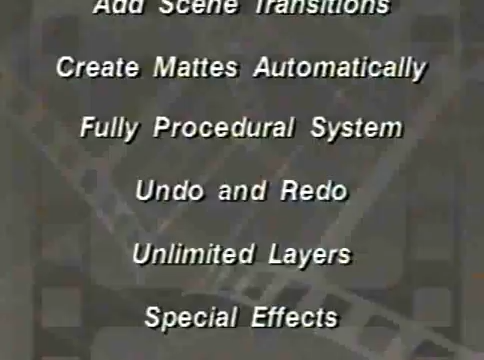 Add Scene Transitions
Create Mattes Automatically
Fully Procedural System
Undo and Redo
Unlimited Layers
Special Effects